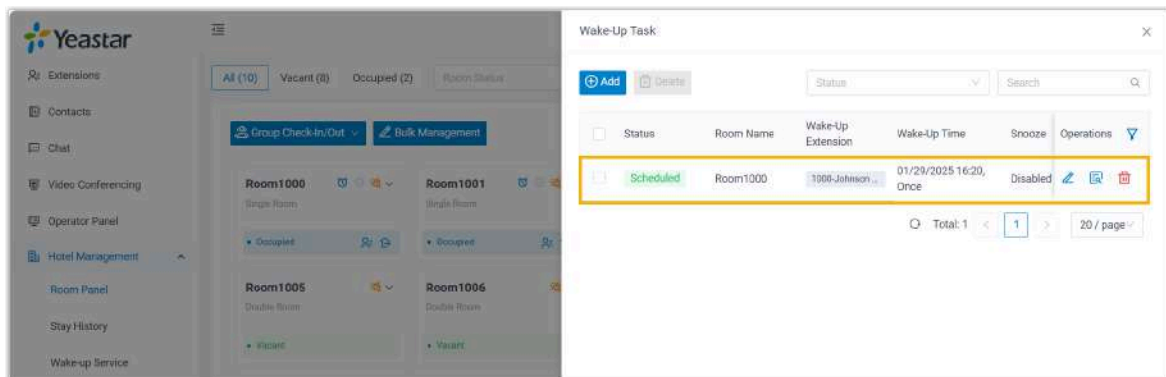 Yeastar
Extensions
Contacts
Chat
Video Conferencing
Operator Panel
Hotel Management
Room Panel
Stay History
Wake-up Service
All (10) Vacant (8) Occupied (2) Room Status
Group Check-In/Out Bulk Management
Room1000 Room1001
Single Room Single Room
• Occupied • Occupied
Room1005 Room1006
Double Room Double Room
• Vacant • Vacant
Wake-Up Task
Add Delete Status Search
Status Room Name Wake-Up Extension Wake-Up Time Snooze Operations
Scheduled Room1000 1000-Johnson .. 01/29/2025 16:20, Once Disabled
Total: 1 < 1 > 20 / page